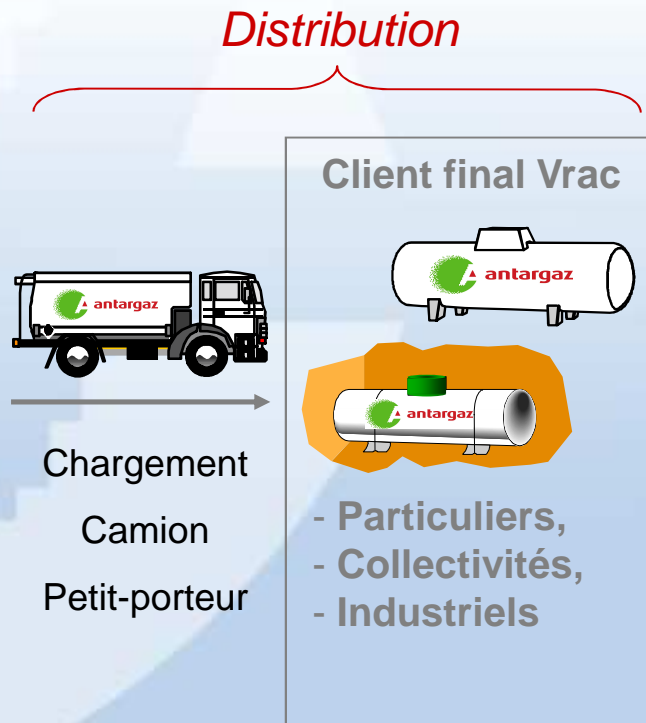 Distribution
Client final Vrac
antargaz
antargaz
antargaz
Chargement
Camion
Petit-porteur
- Particuliers,
- Collectivités,
- Industriels